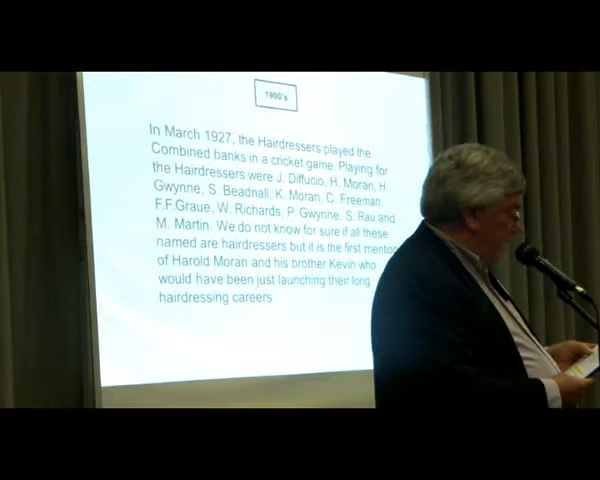 1900's
In March 1927, the Hairdressers played the
Combined banks in a cricket game. Playing for
the Hairdressers were J. Diffucio, H. Moran, H
Gwynne, S. Beadnall, K. Moran, C. Freeman,
F.F.Graue, W. Richards, P. Gwynne, S. Rau and
M. Martin. We do not know for sure if all these
named are hairdressers but it is the first mention
of Harold Moran and his brother Kevin who
would have been just launching their long
hairdressing careers